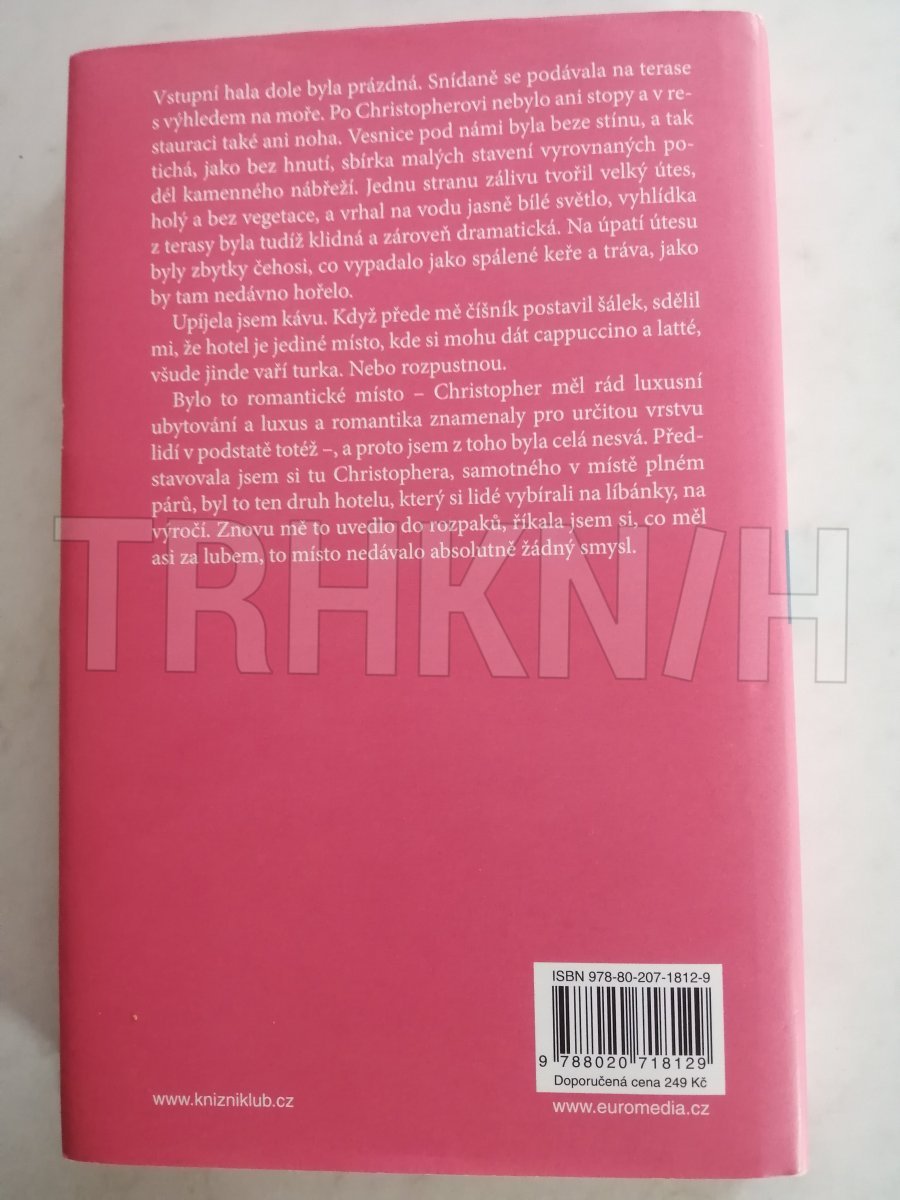 Vstupní hala dole byla prázdná. Snídaně se podávala na terase
s výhledem na moře. Po Christopherovi nebylo ani stopy a v re-
stauraci také ani noha. Vesnice pod námi byla beze stínu, a tak
tichá, jako bez hnutí, sbírka malých stavení vyrovnaných po-
dél kamenného nábřeží. Jednu stranu zálivu tvořil velký útes,
holý a bez vegetace, a vrhal na vodu jasně bílé světlo, vyhlídka
z terasy byla tudíž klidná a zároveň dramatická. Na úpatí útesu
byly zbytky čehosi, co vypadalo jako spálené keře a tráva, jako
by tam nedávno hořelo.
Upíjela jsem kávu. Když přede mě číšník postavil šálek, sdělil
mi, že hotel je jediné místo, kde si mohu dát cappuccino a latté,
všude jinde vaří turka. Nebo rozpustnou.
Bylo to romantické místo – Christopher měl rád luxusní
ubytování a luxus a romantika znamenaly pro určitou vrstvu
lidí v podstatě totéž –, a proto jsem z toho byla celá nesvá. Před-
stavovala jsem si tu Christophera, samotného v místě plném
párů, byl to ten druh hotelu, který si lidé vybírali na líbánky, na
výročí. Znovu mě to uvedlo do rozpaků, říkala jsem si, co měl
asi za lubem, to místo nedávalo absolutně žádný smysl.
TRHKNIH
ISBN 978-80-207-1812-9
9 788020 718129
Doporučená cena 249 Kč
www.knizniklub.cz
www.euromedia.cz